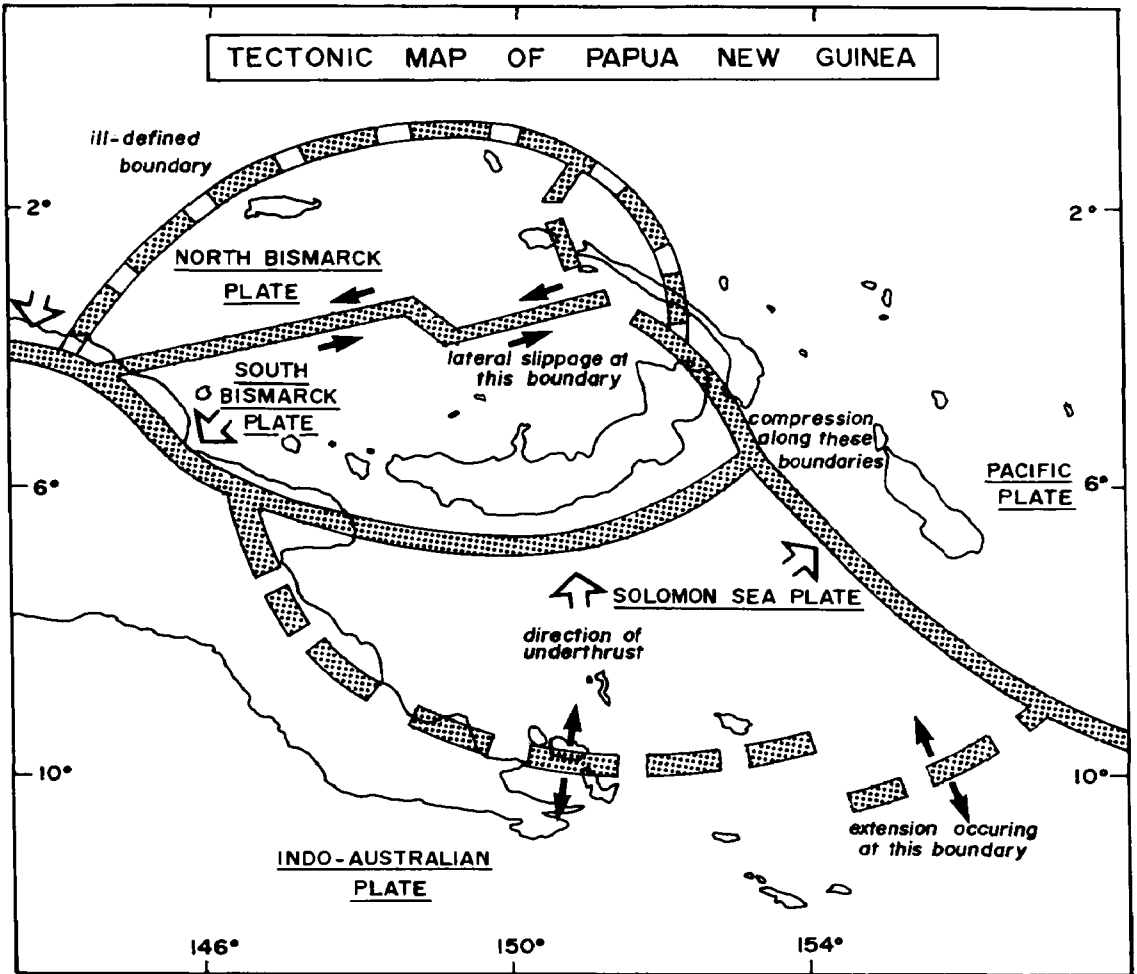 TECTONIC MAP OF PAPUA NEW GUINEA
ill-defined
boundary
2°
2°
NORTH BISMARCK
PLATE
lateral slippage at
this boundary
SOUTH
BISMARCK
PLATE
compression
along these
boundaries
PACIFIC
PLATE
6°
6°
SOLOMON SEA PLATE
direction of
underthrust
10°
10°
extension occuring
at this boundary
INDO-AUSTRALIAN
PLATE
146°
150°
154°